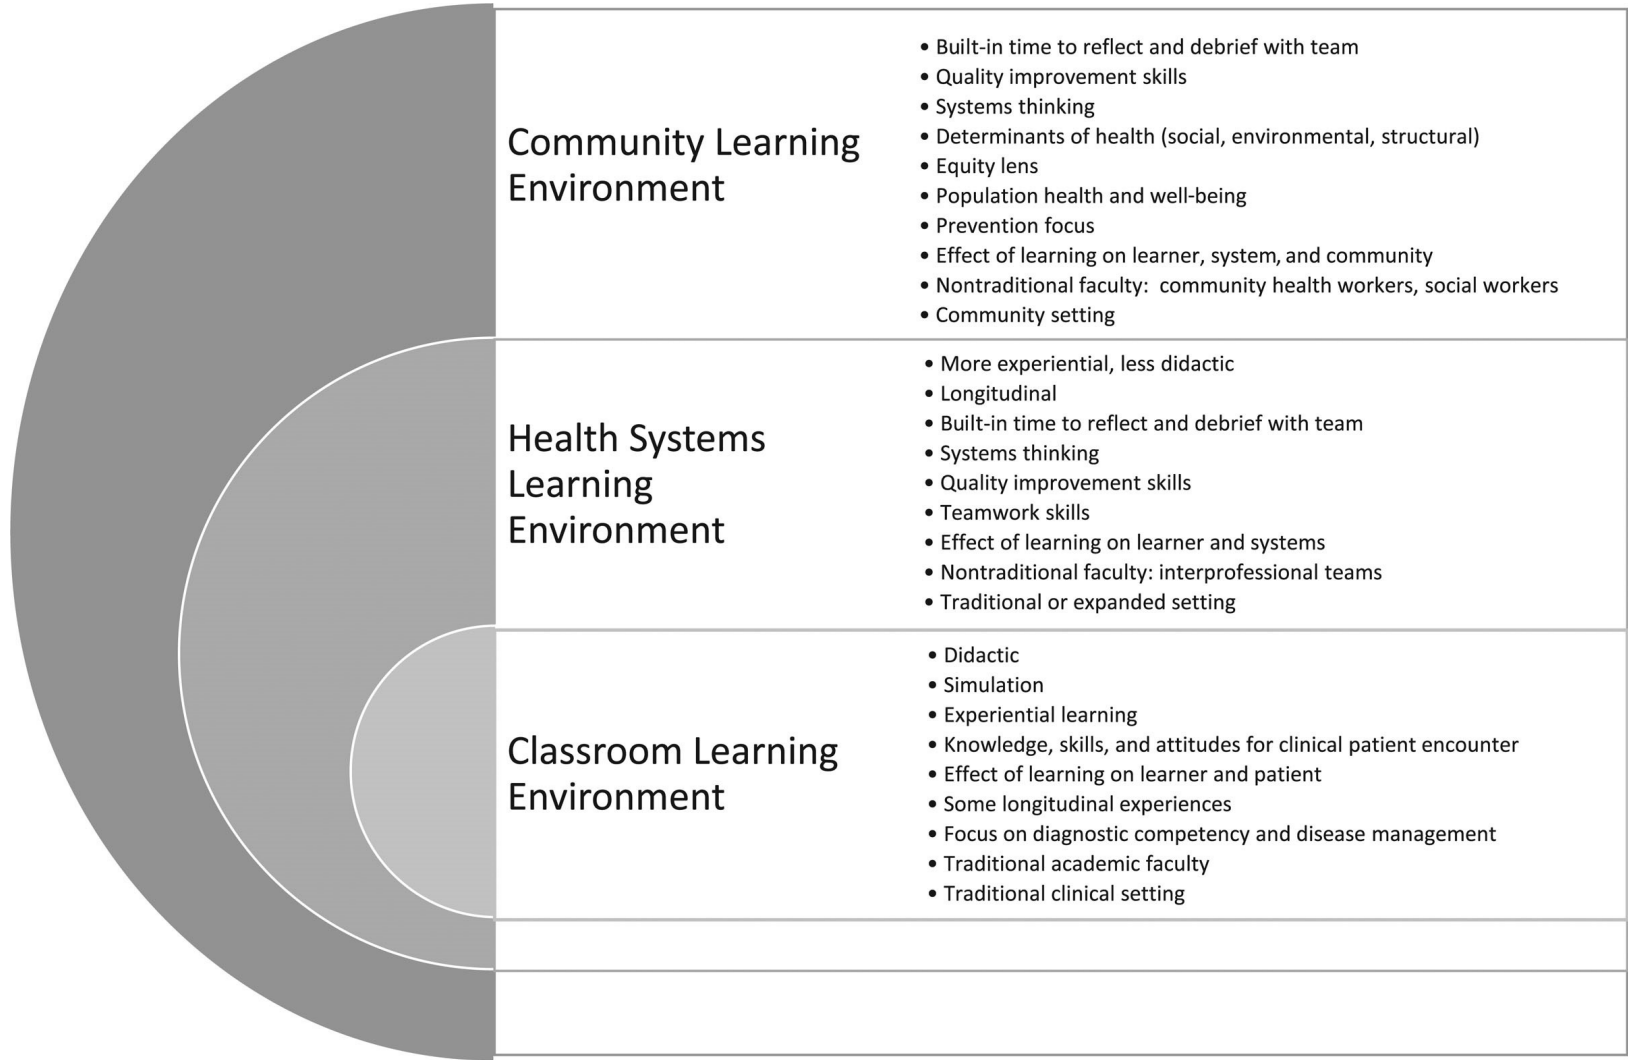 Community Learning
Environment
• Built-in time to reflect and debrief with team
• Quality improvement skills
• Systems thinking
• Determinants of health (social, environmental, structural)
• Equity lens
• Population health and well-being
• Prevention focus
• Effect of learning on learner, system, and community
• Nontraditional faculty:  community health workers, social workers
• Community setting
Health Systems
Learning
Environment
• More experiential, less didactic
• Longitudinal
• Built-in time to reflect and debrief with team
• Systems thinking
• Quality improvement skills
• Teamwork skills
• Effect of learning on learner and systems
• Nontraditional faculty: interprofessional teams
• Traditional or expanded setting
Classroom Learning
Environment
• Didactic
• Simulation
• Experiential learning
• Knowledge, skills, and attitudes for clinical patient encounter
• Effect of learning on learner and patient
• Some longitudinal experiences
• Focus on diagnostic competency and disease management
• Traditional academic faculty
• Traditional clinical setting